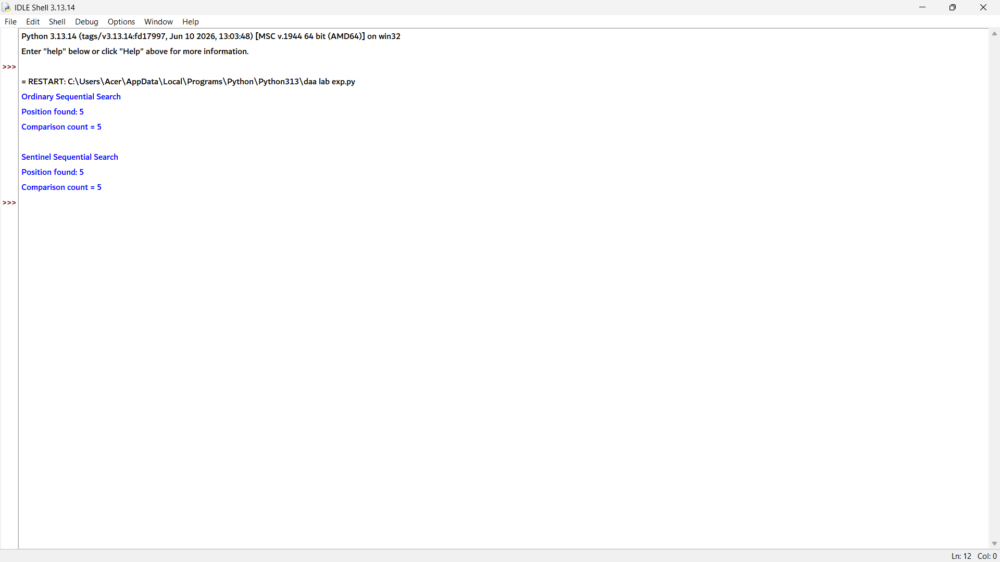 IDLE Shell 3.13.14
File Edit Shell Debug Options Window Help
Python 3.13.14 (tags/v3.13.14:fd17997, Jun 10 2026, 13:03:48) [MSC v.1944 64 bit (AMD64)] on win32
Enter "help" below or click "Help" above for more information.
>>>
= RESTART: C:\Users\Acer\AppData\Local\Programs\Python\Python313\daa lab exp.py
Ordinary Sequential Search
Position found: 5
Comparison count = 5
Sentinel Sequential Search
Position found: 5
Comparison count = 5
>>>
Ln: 12 Col: 0